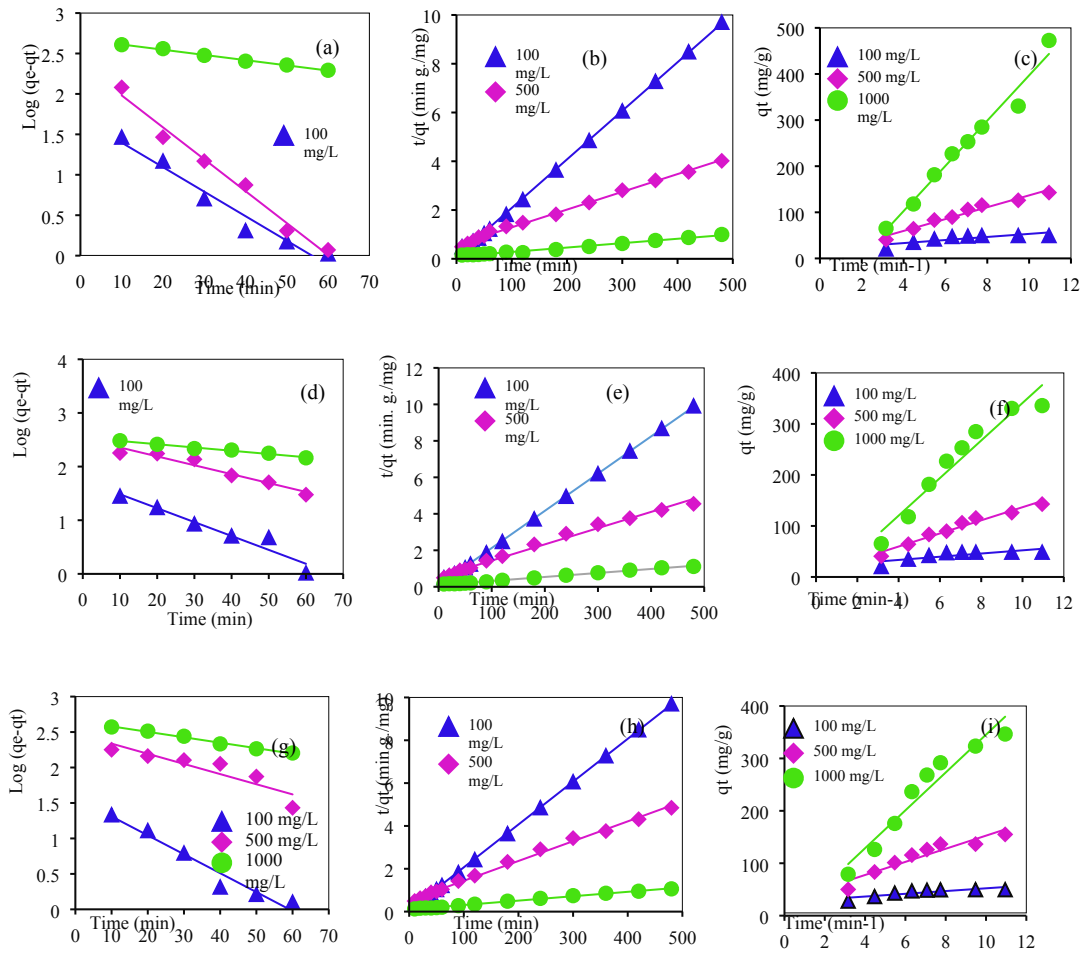 (a)
Log (qe-qt)
3
2.5
2
1.5
1
0.5
0
100
mg/L
0 10 20 30 40 50 60 70
Time (min)
(b)
t/qt (min g./mg)
10
8
6
4
2
0
100
mg/L
500
mg/L
0 100 200 300 400 500
Time (min)
(c)
qt (mg/g)
500
400
300
200
100
0
100 mg/L
500 mg/L
1000
mg/L
0 2 4 6 8 10 12
Time (min-1)
(d)
Log (qe-qt)
4
3
2
1
0
100
mg/L
0 10 20 30 40 50 60 70
Time (min)
(e)
t/qt (min. g./mg)
12
10
8
6
4
2
0
100
mg/L
500
mg/L
0 100 200 300 400 500
Time (min)
(f)
qt (mg/g)
400
300
200
100
0
100 mg/L
500 mg/L
1000 mg/L
0 2 4 6 8 10 12
Time (min-1)
(g)
Log (qe-qt)
3
2.5
2
1.5
1
0.5
0
100 mg/L
500 mg/L
1000
mg/L
0 10 20 30 40 50 60 70
Time (min)
(h)
t/qt (min g./mg)
10
8
6
4
2
0
100
mg/L
500
mg/L
0 100 200 300 400 500
Time (min)
(i)
qt (mg/g)
400
300
200
100
0
100 mg/L
500 mg/L
1000 mg/L
0 2 4 6 8 10 12
Time (min-1)